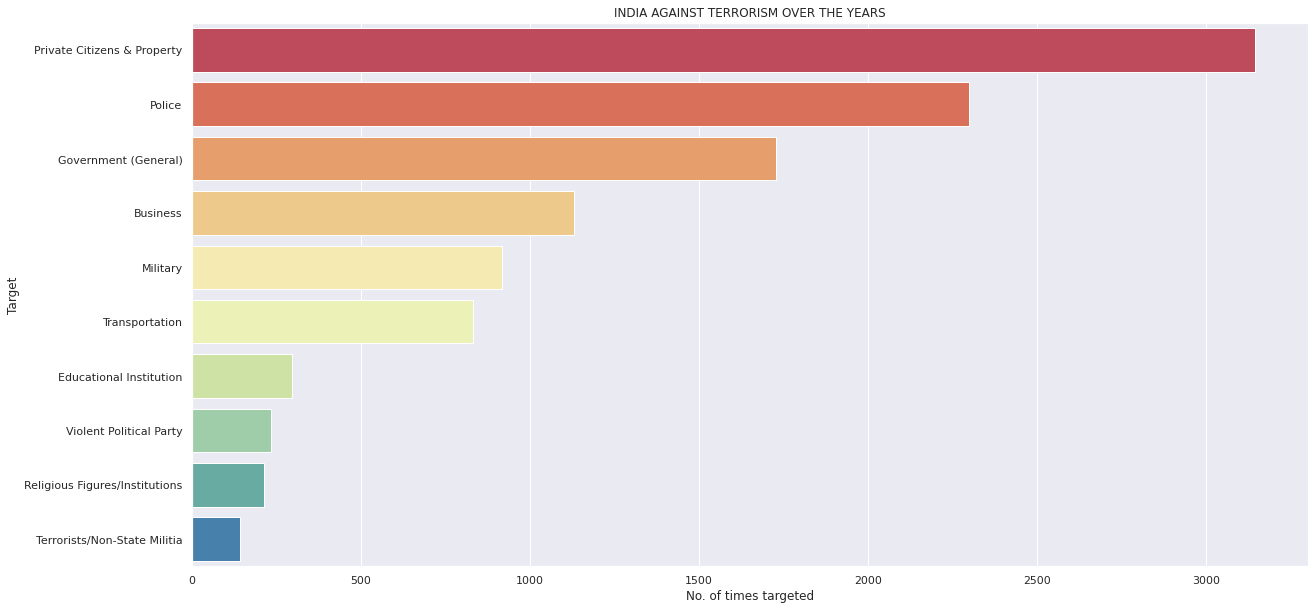 INDIA AGAINST TERRORISM OVER THE YEARS
Private Citizens & Property
Police
Government (General)
Business
Military
Transportation
Educational Institution
Violent Political Party
Religious Figures/Institutions
Terrorists/Non-State Militia
Target
0 500 1000 1500 2000 2500 3000
No. of times targeted